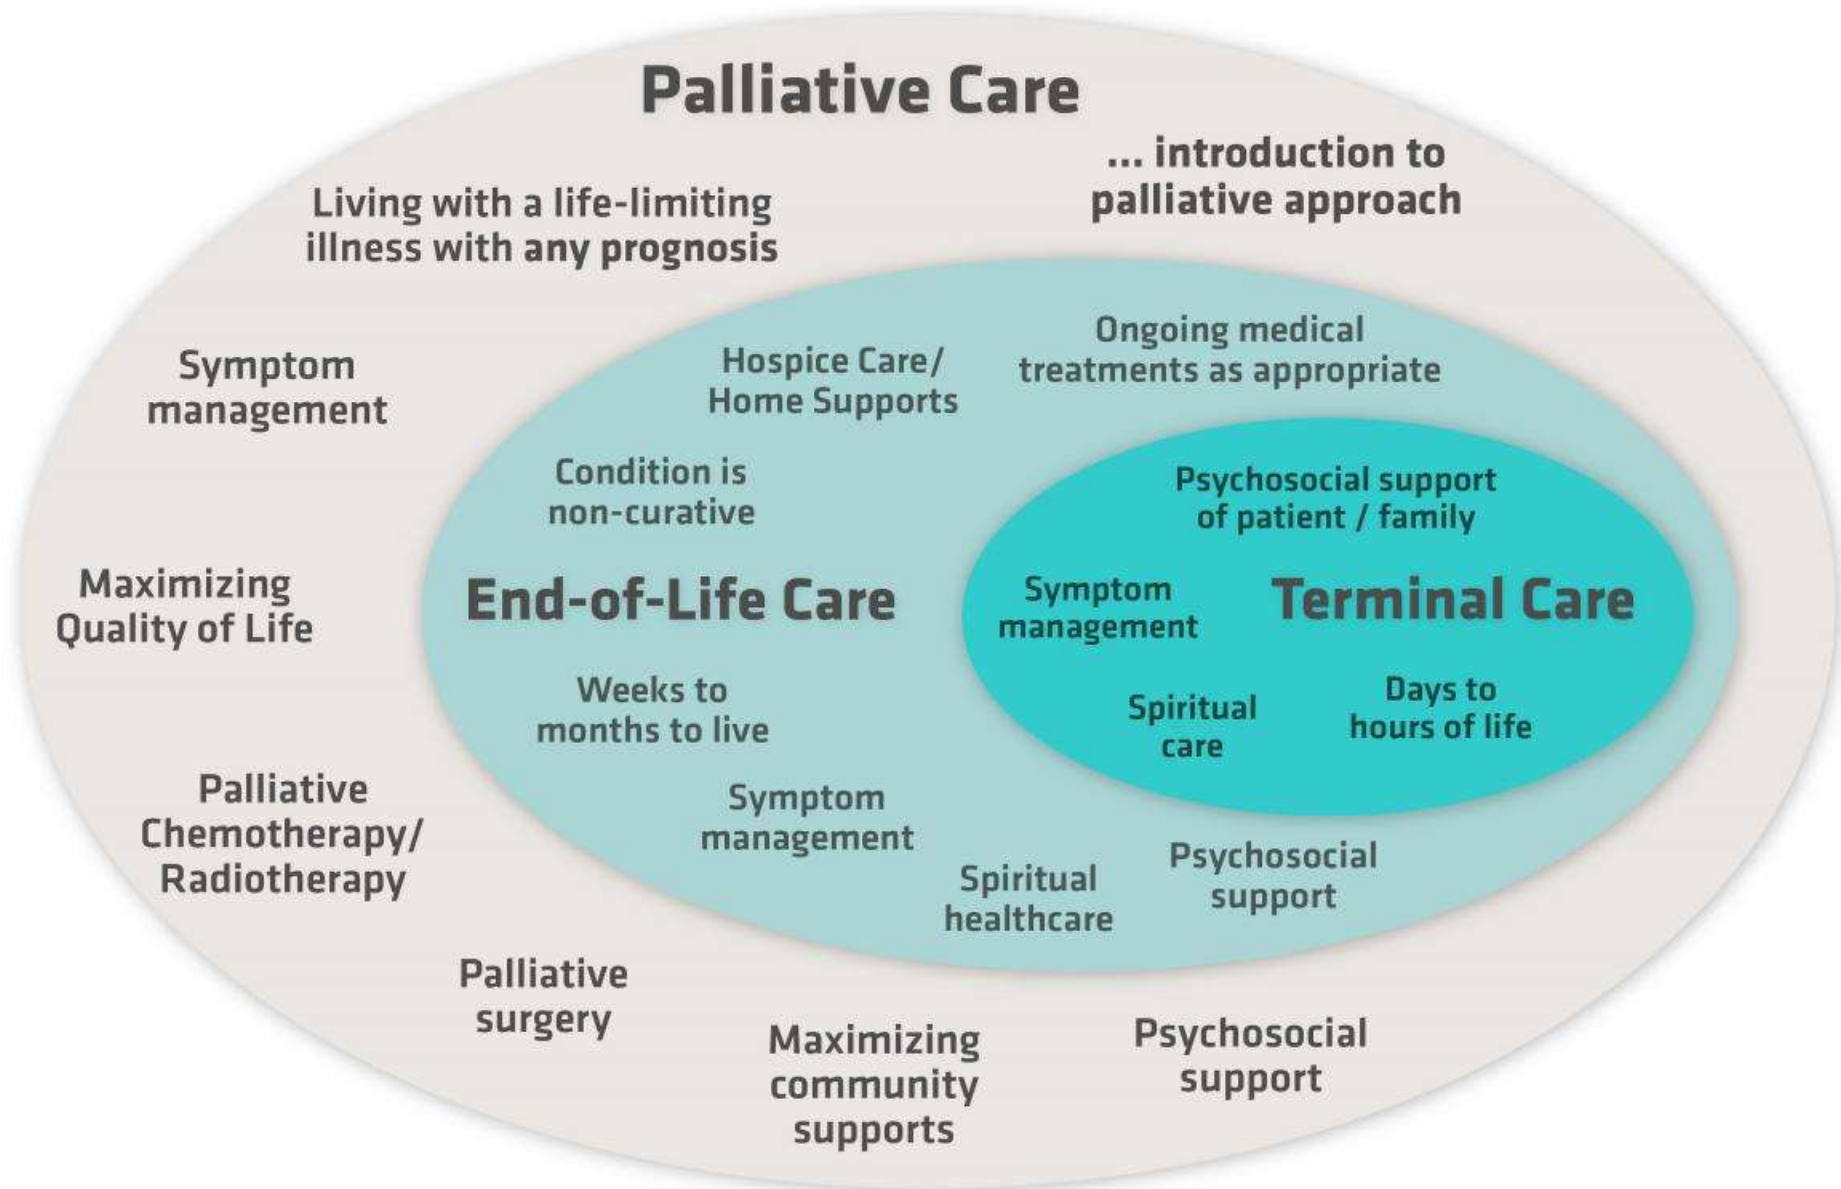 Palliative Care
... introduction to
palliative approach
Living with a life-limiting
illness with any prognosis
Symptom
management
Maximizing
Quality of Life
Palliative
Chemotherapy/
Radiotherapy
Palliative
surgery
Maximizing
community
supports
Psychosocial
support
Hospice Care/
Home Supports
Ongoing medical
treatments as appropriate
Condition is
non-curative
End-of-Life Care
Weeks to
months to live
Symptom
management
Spiritual
healthcare
Psychosocial
support
Psychosocial support
of patient / family
Symptom
management
Terminal Care
Spiritual
care
Days to
hours of life